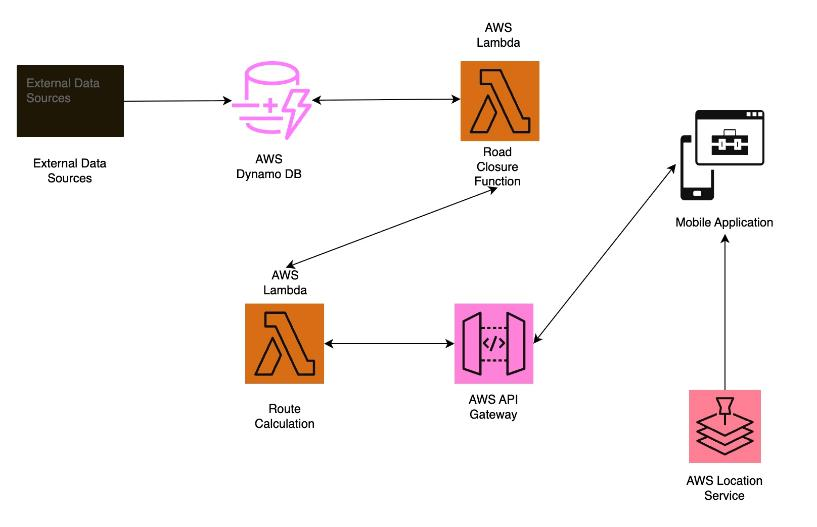 AWS
Lambda
External Data
Sources
External Data
Sources
AWS
Dynamo DB
Road
Closure
Function
Mobile Application
AWS
Lambda
</>
Route
Calculation
AWS API
Gateway
AWS Location
Service